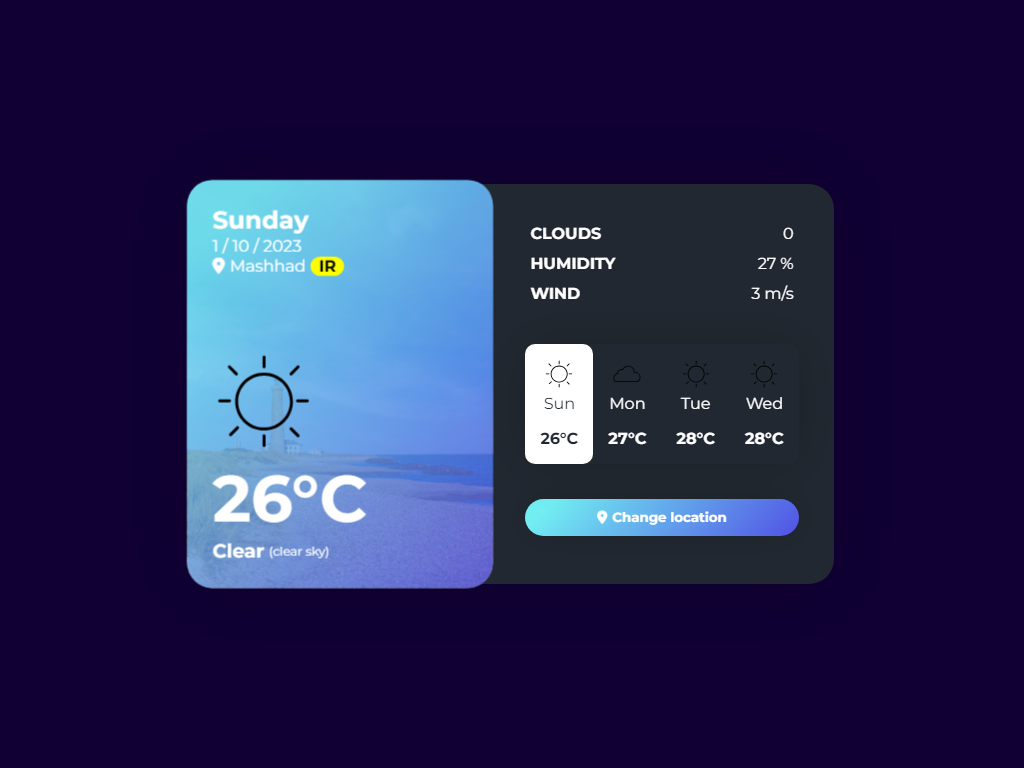 Sunday
1 / 10 / 2023
Mashhad IR
26°C
Clear (clear sky)
CLOUDS 0
HUMIDITY 27 %
WIND 3 m/s
Sun Mon Tue Wed
26°C 27°C 28°C 28°C
Change location